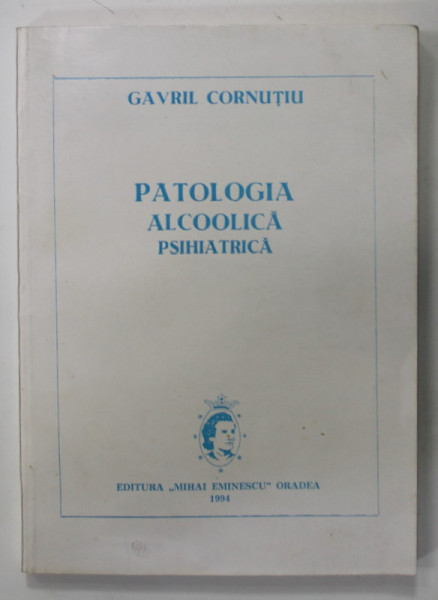 GAVRIL CORNUȚIU
PATOLOGIA
ALCOOLICĂ
PSIHIATRICĂ
EDITURA „MIHAI EMINESCU" ORADEA
1994